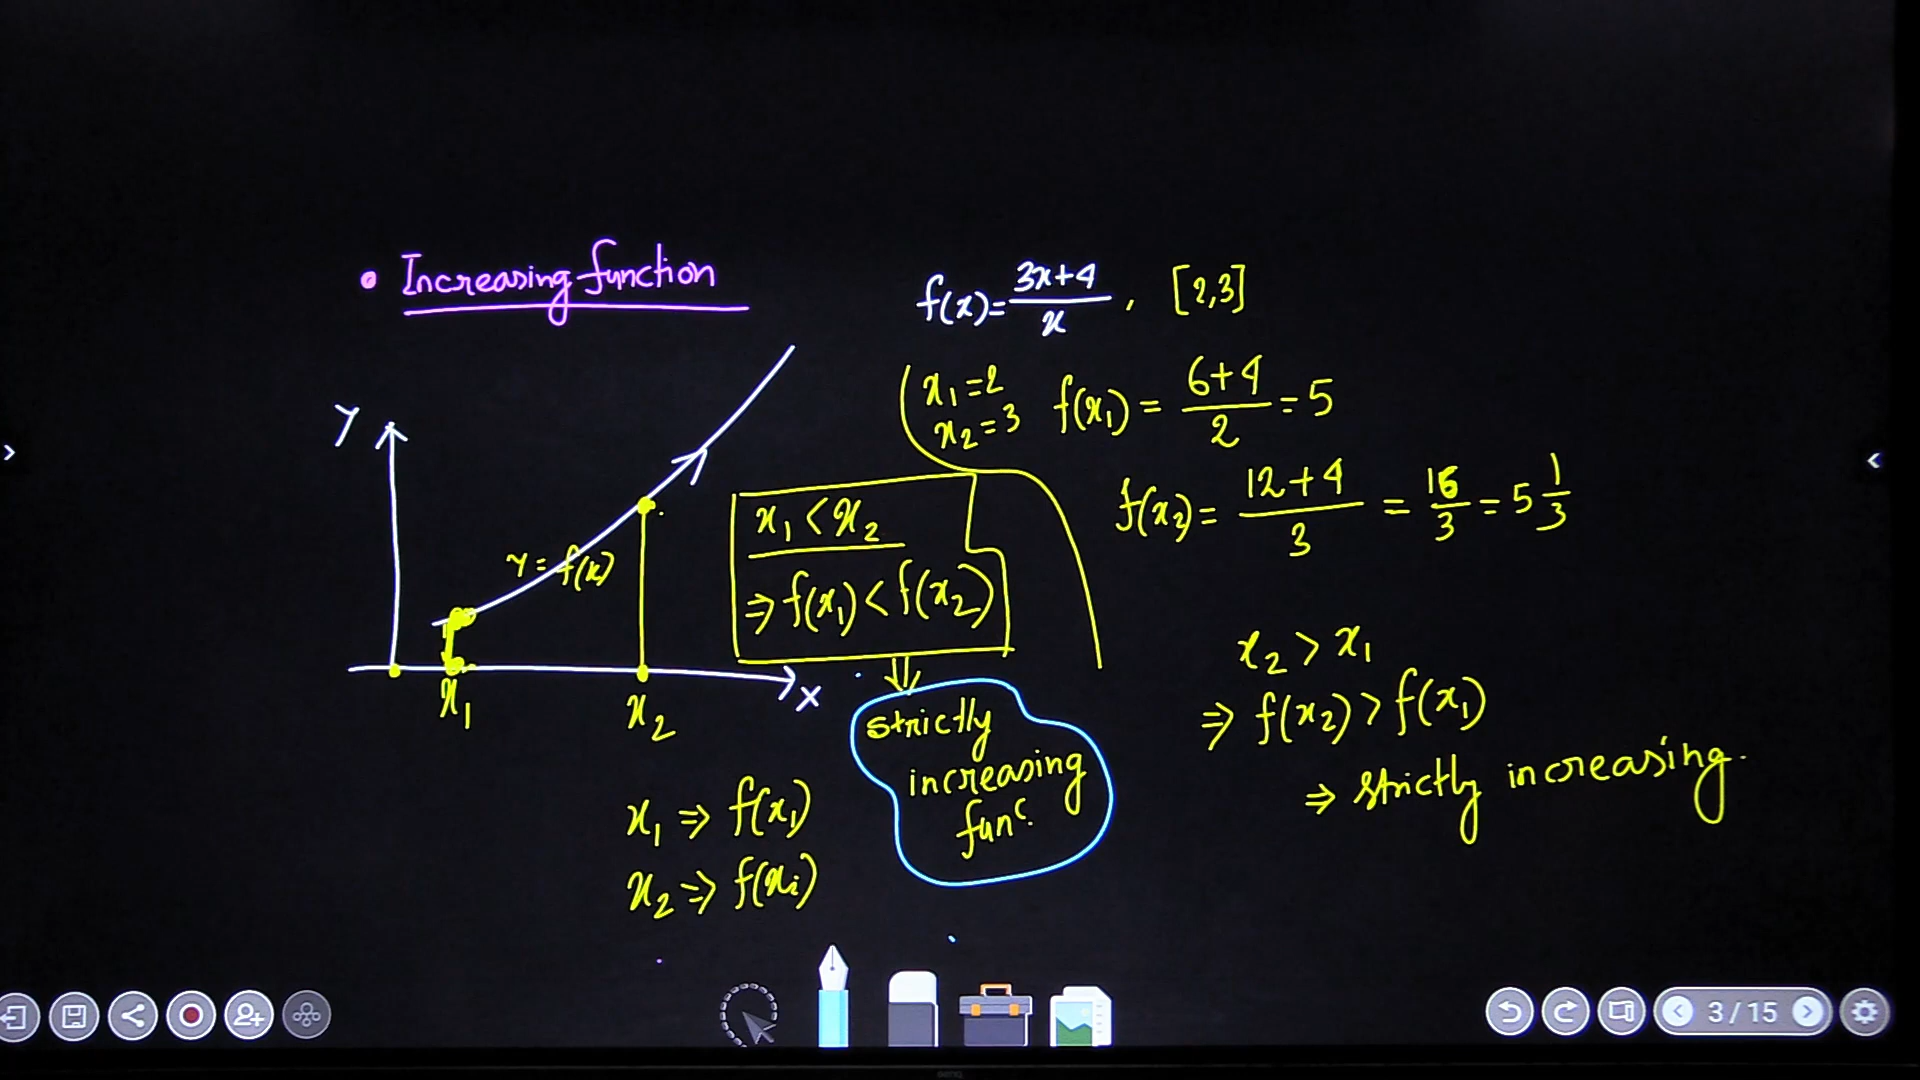 • Increasing function
f(x) = (3x+4)/x , [2,3]
x₁ = 2
x₂ = 3
f(x₁) = (6+4)/2 = 5
f(x₂) = (12+4)/3 = 16/3 = 5 1/3
Y
x₁ < x₂
⇒ f(x₁) < f(x₂)
y = f(x)
x₁
x₂
X
strictly
increasing
funᶜ.
x₂ > x₁
⇒ f(x₂) > f(x₁)
⇒ strictly increasing.
x₁ ⇒ f(x₁)
x₂ ⇒ f(x₂)
3 / 15
BenQ